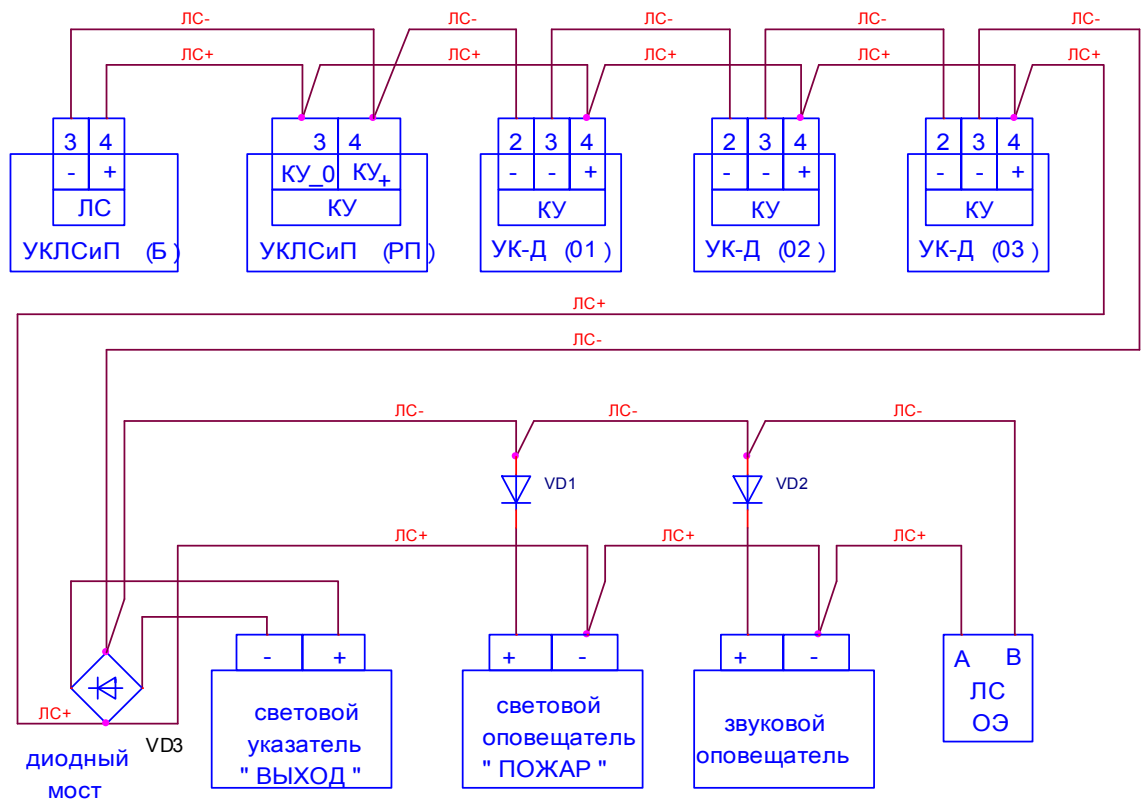 ЛС- ЛС- ЛС- ЛС- ЛС-
ЛС+ ЛС+ ЛС+ ЛС+ ЛС+
3 4 3 4 2 3 4 2 3 4 2 3 4
- + КУ_0 КУ+ - - + - - + - - +
ЛС КУ КУ КУ КУ
УКЛСиП (Б) УКЛСиП (РП) УК-Д (01) УК-Д (02) УК-Д (03)
ЛС+
ЛС-
ЛС- ЛС- ЛС-
VD1 VD2
ЛС+ ЛС+ ЛС+
- + + - + - А В
ЛС
ОЭ
ЛС+
VD3
диодный
мост
световой
указатель
" ВЫХОД "
световой
оповещатель
" ПОЖАР "
звуковой
оповещатель